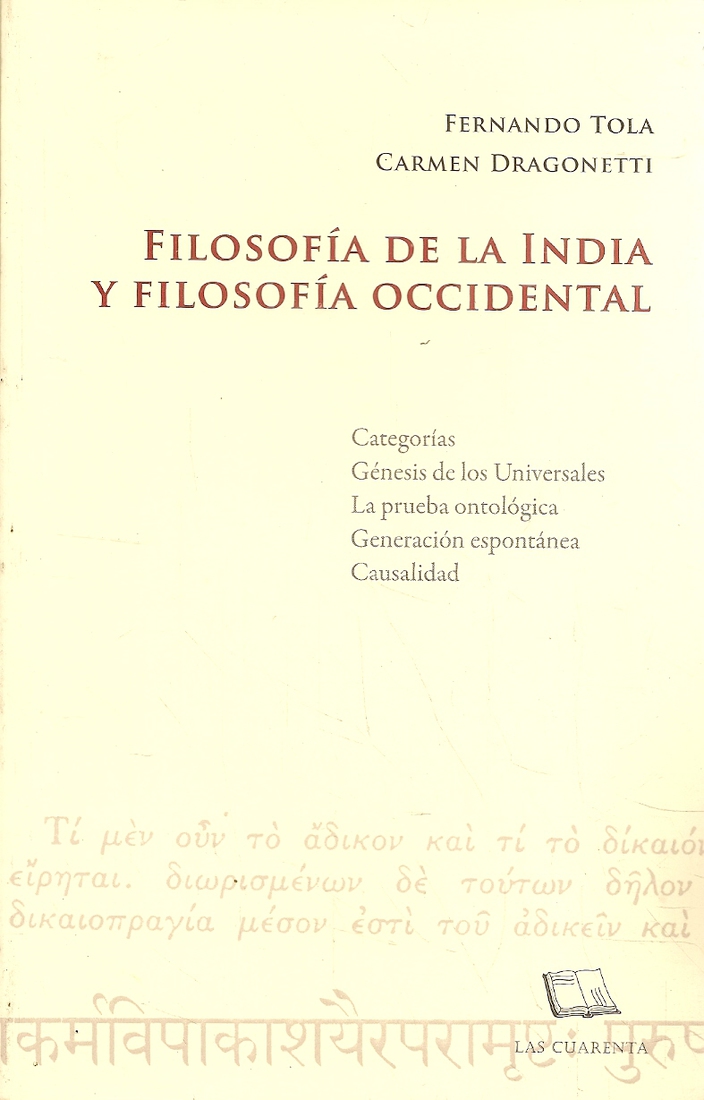 FERNANDO TOLA
CARMEN DRAGONETTI
FILOSOFÍA DE LA INDIA
Y FILOSOFÍA OCCIDENTAL
Categorías
Génesis de los Universales
La prueba ontológica
Generación espontánea
Causalidad
Τί μὲν οὖν τὸ ἄδικον καὶ τί τὸ δίκαιόν
εἴρηται. διωρισμένων δὲ τούτων δῆλον
δικαιοπραγία μέσον ἐστὶ τοῦ ἀδικεῖν καὶ
कर्मविपाकाशयैरपरामृष्टः पुरुष
LAS CUARENTA